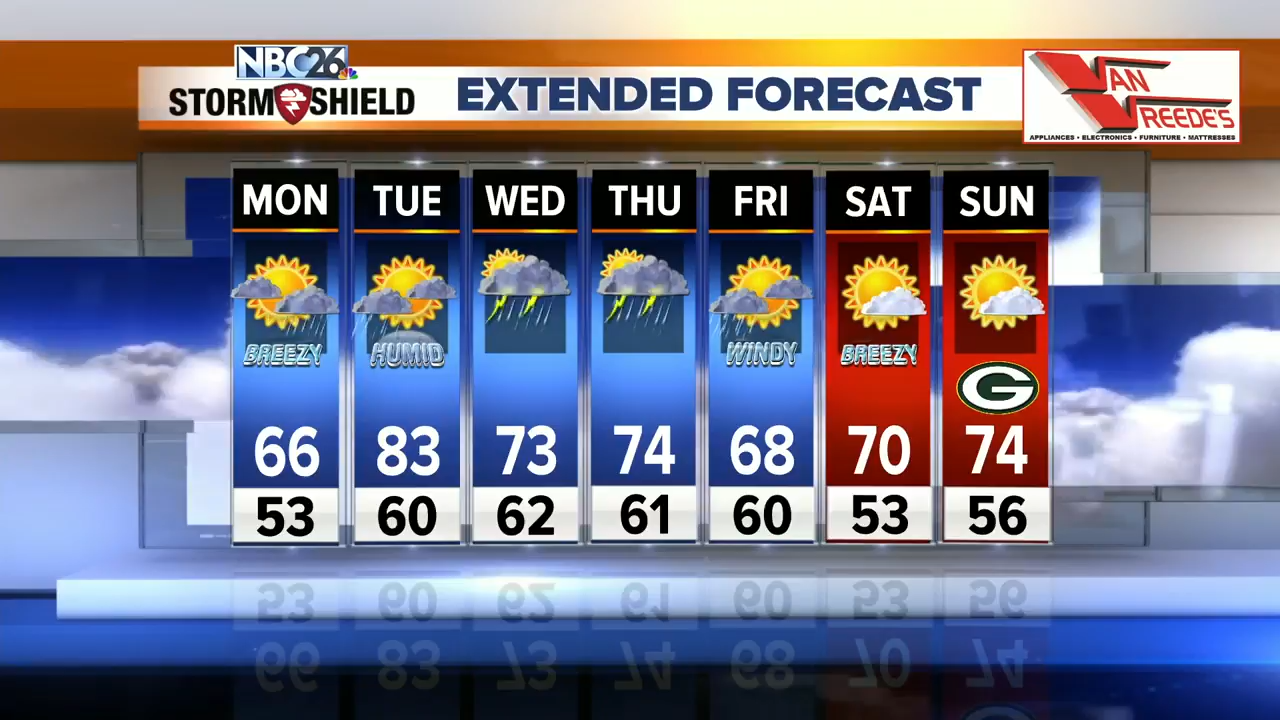 NBC26
STORM SHIELD
EXTENDED FORECAST
VAN
VREEDE'S
APPLIANCES • ELECTRONICS • FURNITURE • MATTRESSES
MON TUE WED THU FRI SAT SUN
BREEZY HUMID WINDY BREEZY
G
66 83 73 74 68 70 74
53 60 62 61 60 53 56